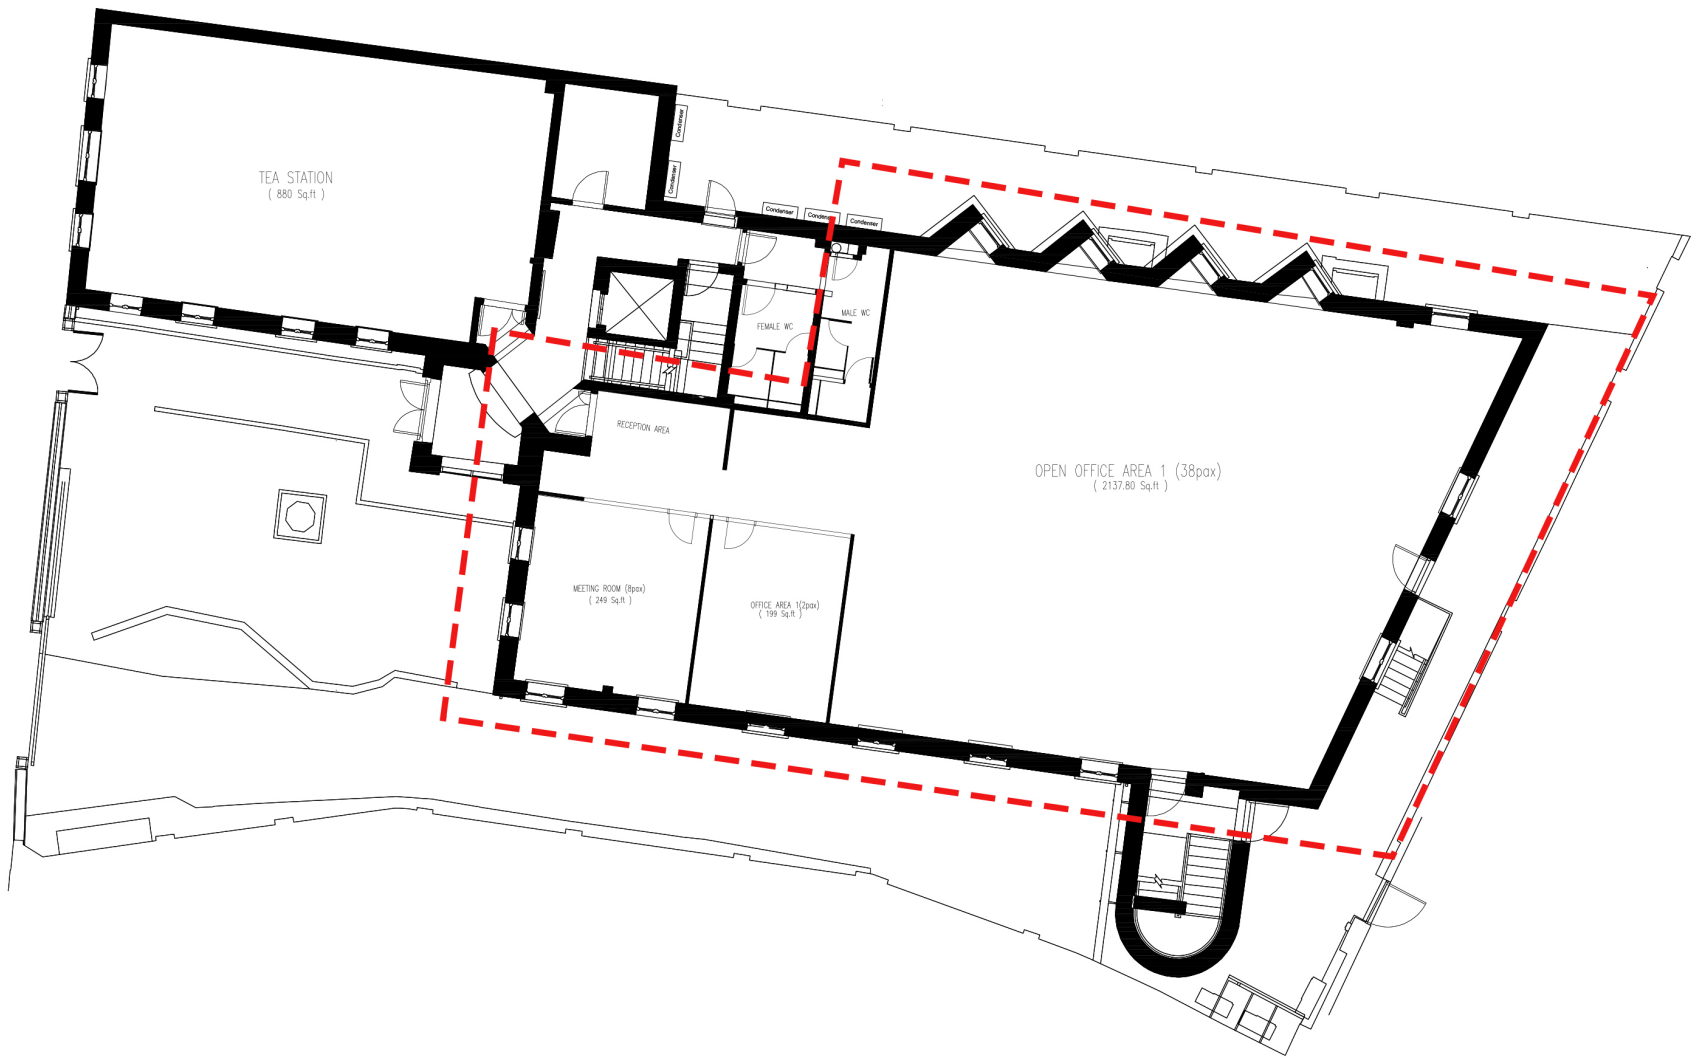 TEA STATION
( 880 Sq.ft )
Condenser
Condenser
Condenser
Condenser
Condenser
FEMALE WC
MALE WC
RECEPTION AREA
OPEN OFFICE AREA 1 (38pax)
( 2137.80 Sq.ft )
MEETING ROOM (8pax)
( 249 Sq.ft )
OFFICE AREA 1(2pax)
( 199 Sq.ft )